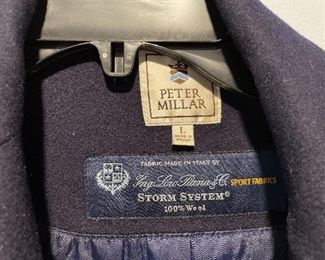 PETER
MILLAR
L
FABRIC MADE IN ITALY BY
Ing. Loro Piana & C. SPORT FABRICS
STORM SYSTEM®
100% Wool